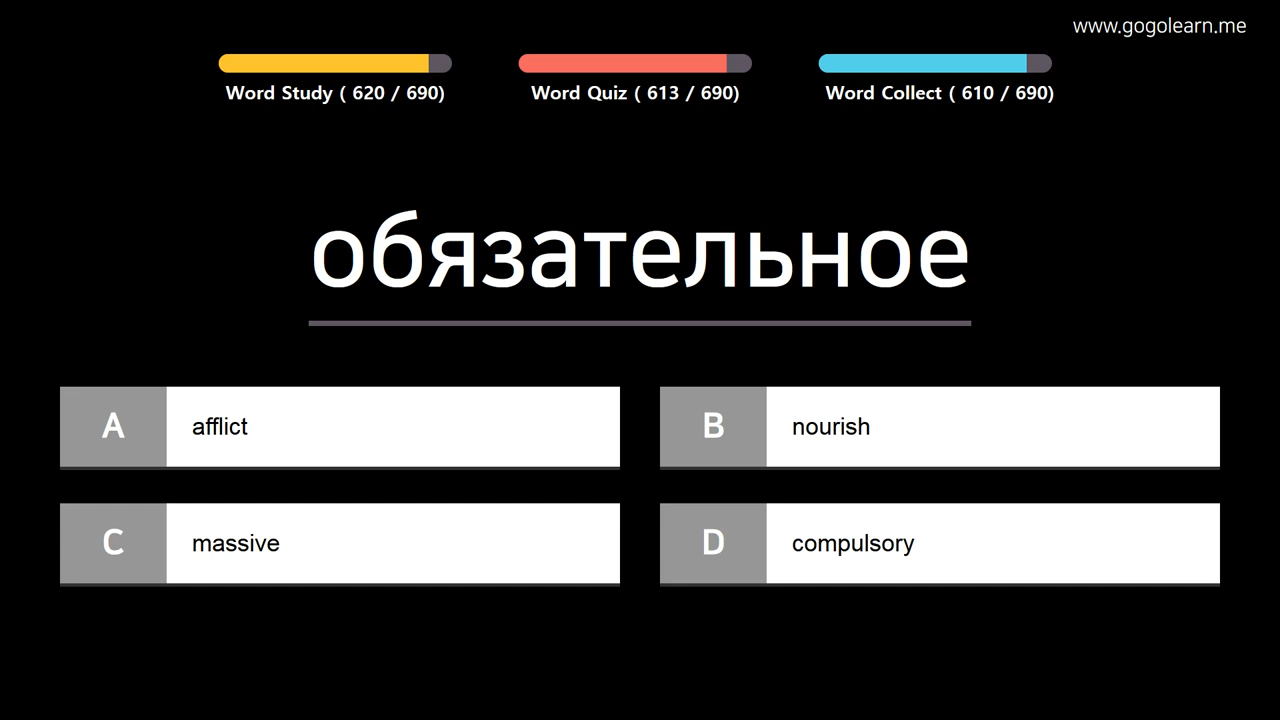 www.gogolearn.me
Word Study ( 620 / 690)
Word Quiz ( 613 / 690)
Word Collect ( 610 / 690)
обязательное
A afflict
B nourish
C massive
D compulsory